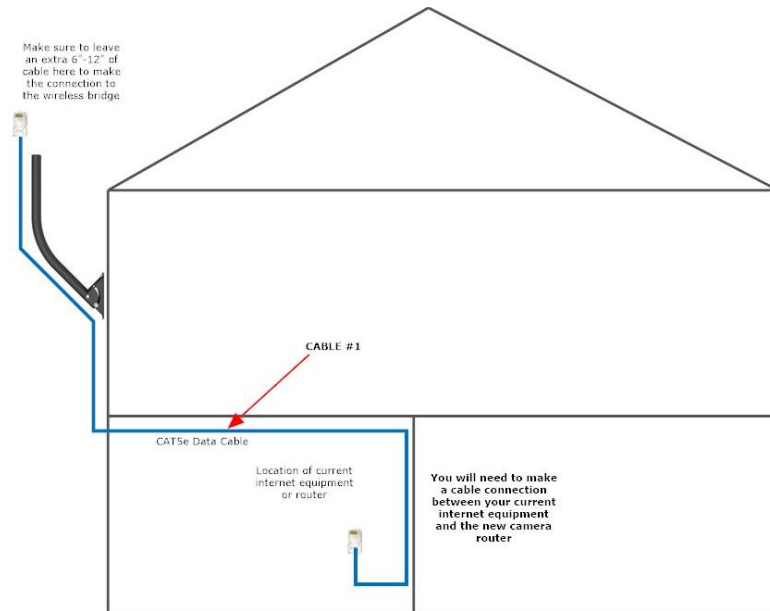 Make sure to leave
an extra 6"-12" of
cable here to make
the connection to
the wireless bridge
CABLE #1
CAT5e Data Cable
Location of current
internet equipment
or router
You will need to make
a cable connection
between your current
internet equipment
and the new camera
router